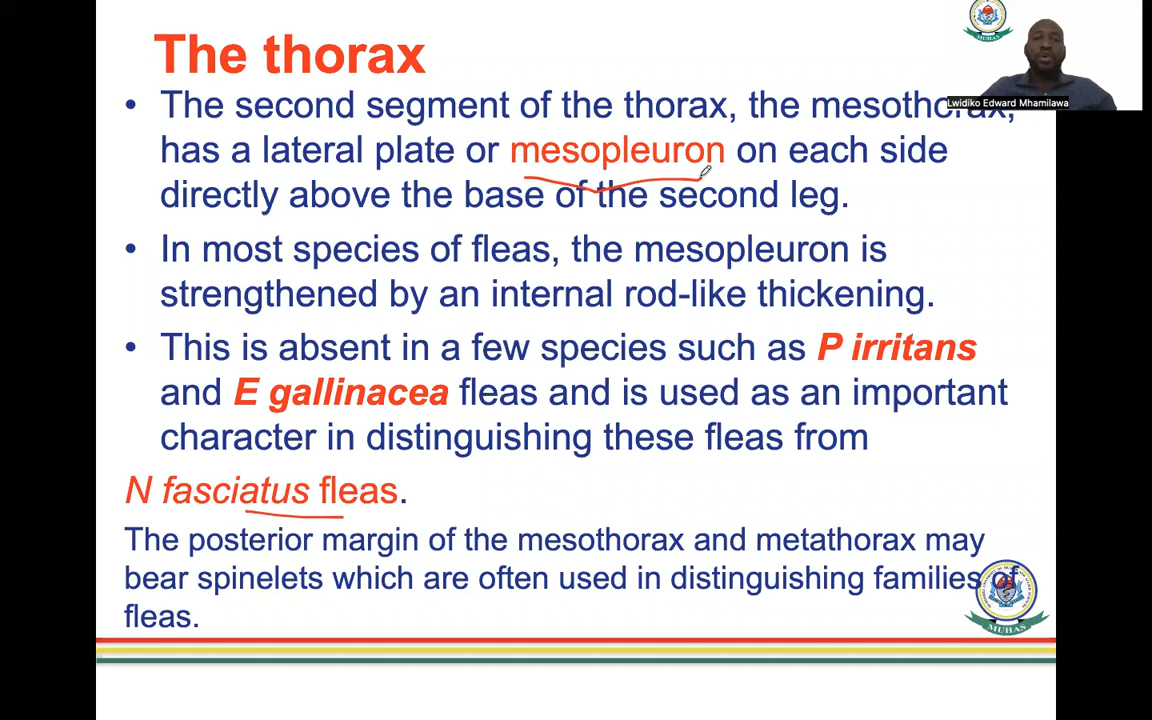 The thorax
MUHAS
Lwidiko Edward Mhamilawa
• The second segment of the thorax, the mesothorax,
has a lateral plate or mesopleuron on each side
directly above the base of the second leg.
• In most species of fleas, the mesopleuron is
strengthened by an internal rod-like thickening.
• This is absent in a few species such as P irritans
and E gallinacea fleas and is used as an important
character in distinguishing these fleas from
N fasciatus fleas.
The posterior margin of the mesothorax and metathorax may
bear spinelets which are often used in distinguishing families of
fleas.
MUHAS